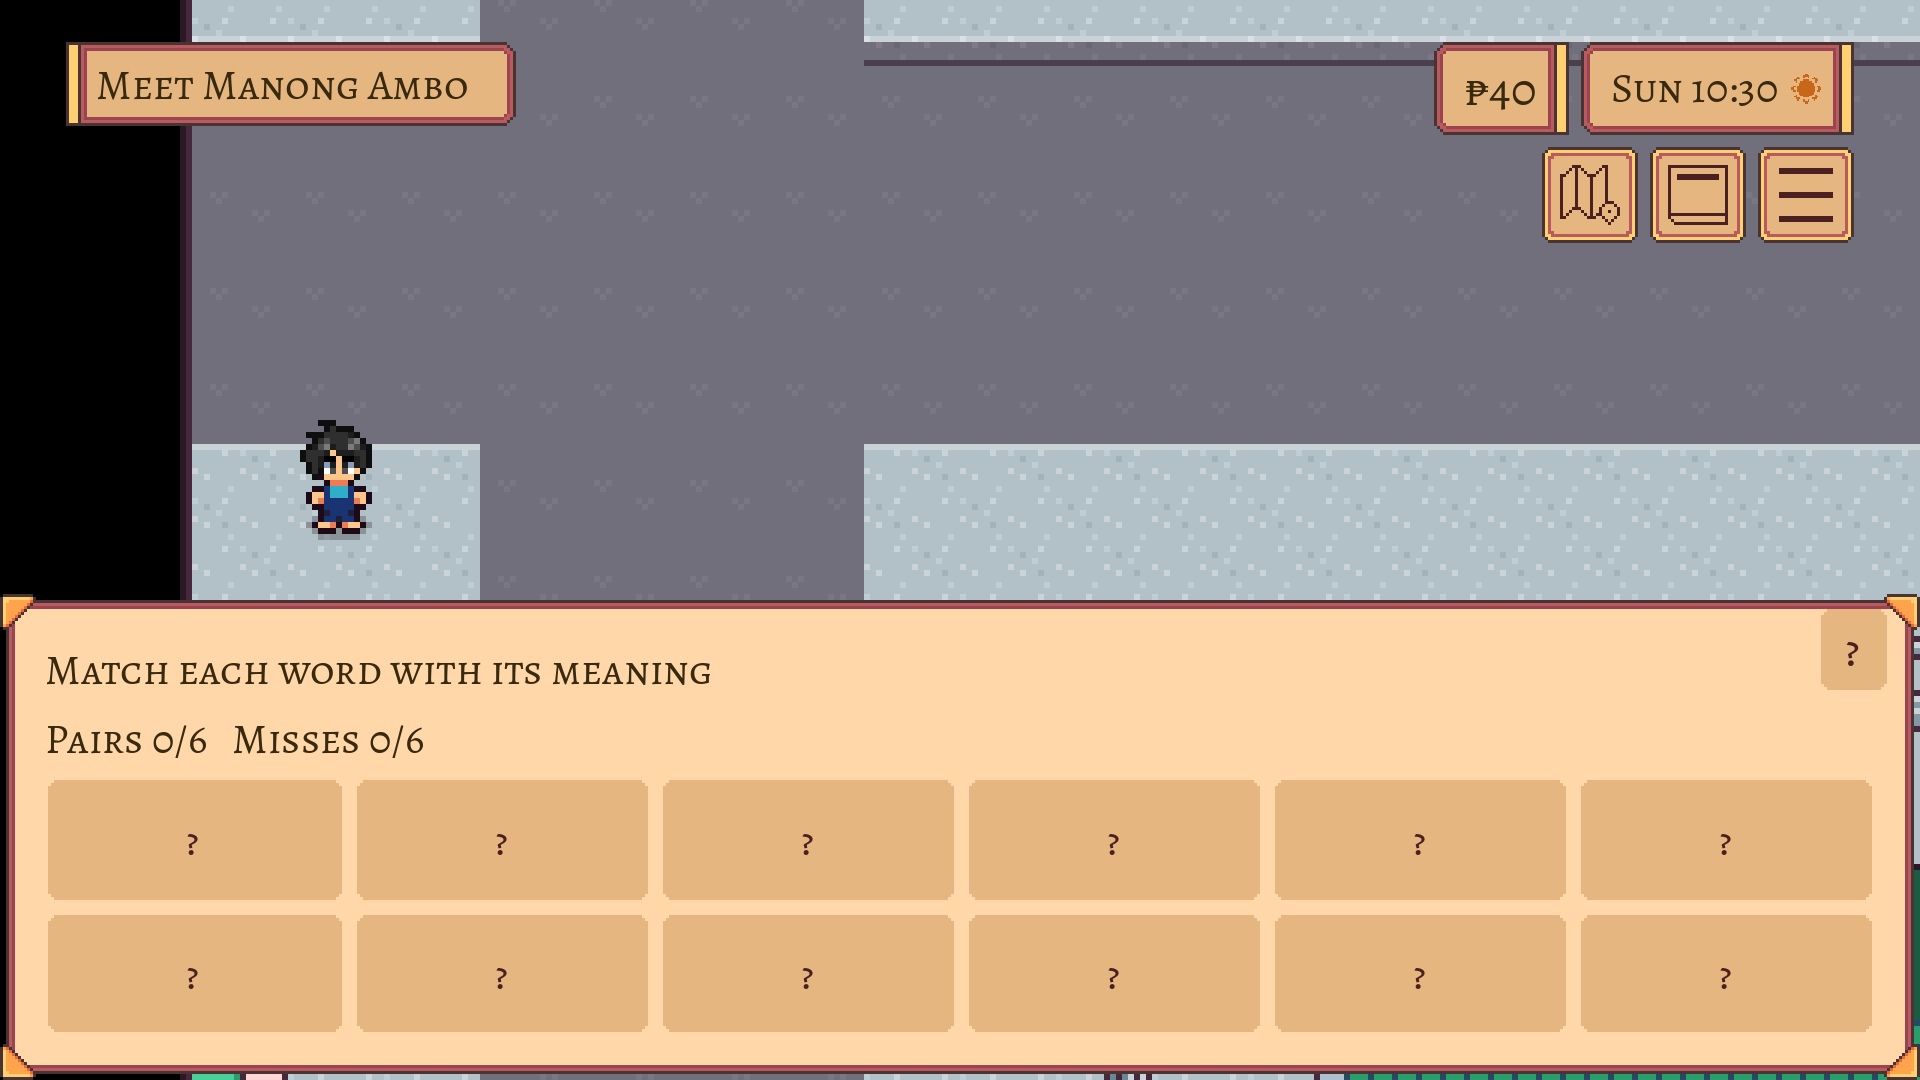 Meet Manong Ambo
₱40
Sun 10:30
Match each word with its meaning
?
Pairs 0/6 Misses 0/6
? ? ? ? ? ?
? ? ? ? ? ?